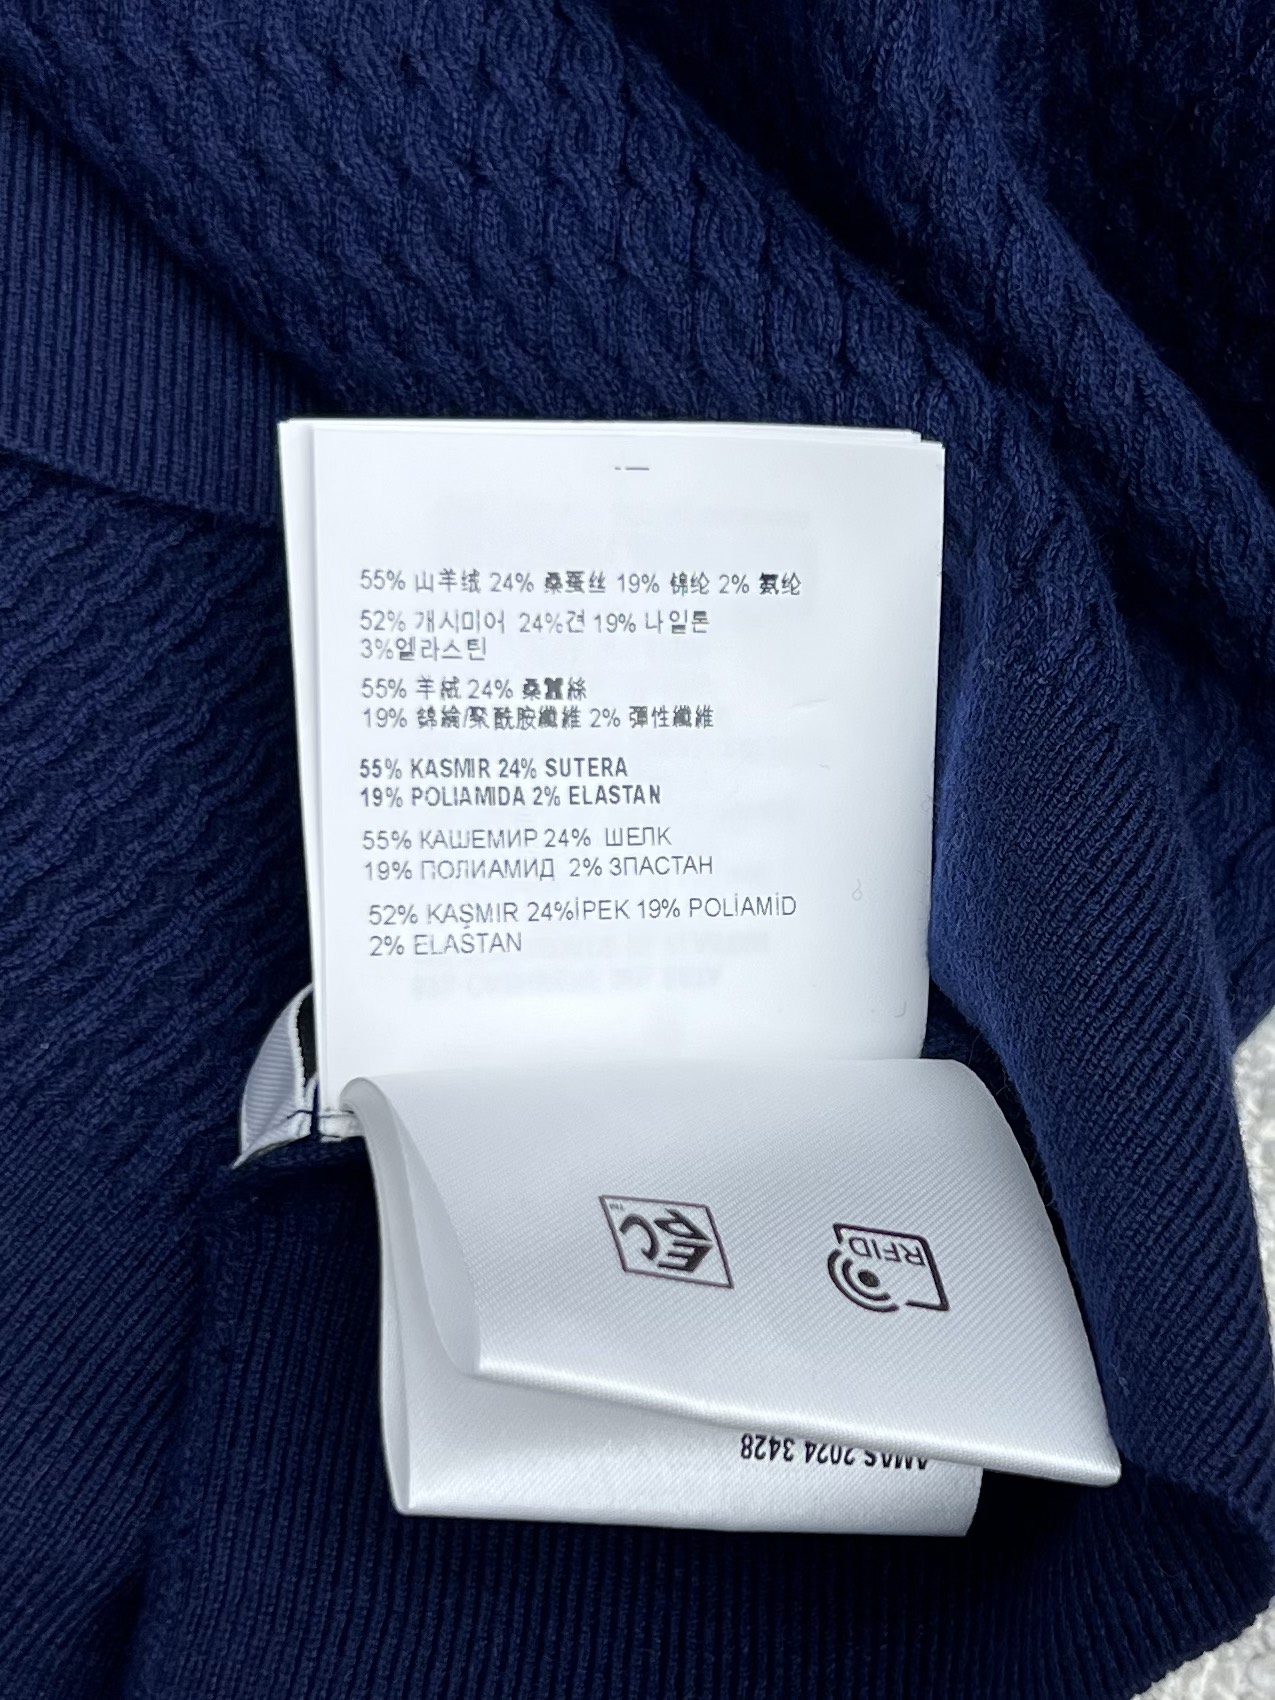 55% 山羊绒 24% 桑蚕丝 19% 锦纶 2% 氨纶
52% 개시미어 24%견 19% 나일론
3%엘라스틴
55% 羊絨 24% 桑蠶絲
19% 錦綸/聚酰胺纖維 2% 彈性纖維
55% KASMIR 24% SUTERA
19% POLIAMIDA 2% ELASTAN
55% КАШЕМИР 24% ШЕЛК
19% ПОЛИАМИД 2% ЗПАСТАН
52% KAŞMIR 24%İPEK 19% POLİAMİD
2% ELASTAN
EPC™
RFID
AMAS 2024 3428